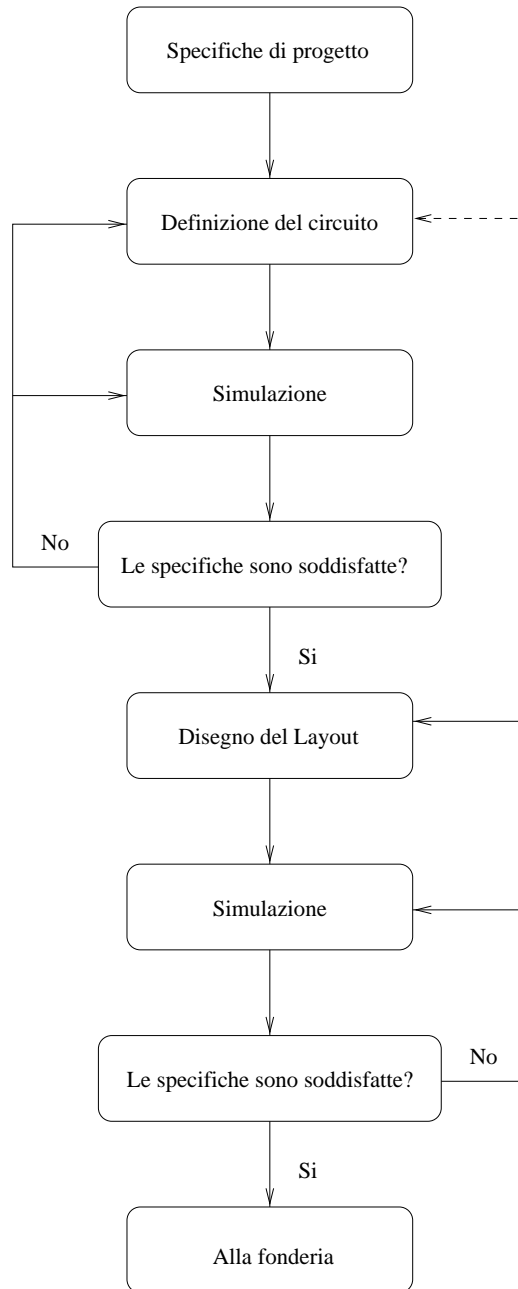 Specifiche di progetto
Definizione del circuito
Simulazione
No
Le specifiche sono soddisfatte?
Si
Disegno del Layout
Simulazione
Le specifiche sono soddisfatte?
No
Si
Alla fonderia